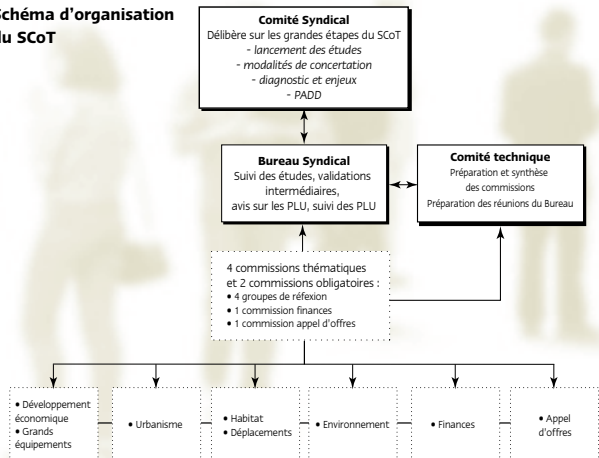 Schéma d'organisation
du SCoT
Comité Syndical
Délibère sur les grandes étapes du SCoT
- lancement des études
- modalités de concertation
- diagnostic et enjeux
- PADD
Bureau Syndical
Suivi des études, validations
intermédiaires,
avis sur les PLU, suivi des PLU
Comité technique
Préparation et synthèse
des commissions
Préparation des réunions du Bureau
4 commissions thématiques
et 2 commissions obligatoires :
• 4 groupes de réfexion
• 1 commission finances
• 1 commission appel d'offres
• Développement
économique
• Grands
équipements
• Urbanisme
• Habitat
• Déplacements
• Environnement
• Finances
• Appel
d'offres